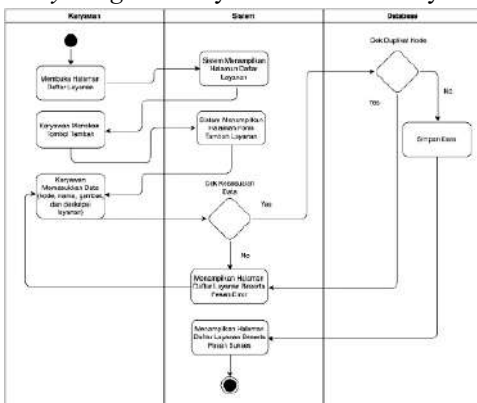 Karyawan
Sistem
Database
Membuka Halaman
Daftar Layanan
Sistem Menampilkan
Halaman Daftar
Layanan
Cek Duplikat Kode
Karyawan Menekan
Tombol Tambah
Sistem Menampilkan
Halaman Form
Tambah Layanan
Yes
No
Simpan Data
Karyawan
Memasukkan Data
(kode, nama, gambar,
dan deskripsi
layanan)
Cek Kesesuaian
Data
Yes
No
Menampilkan Halaman
Daftar Layanan Beserta
Pesan Error
Menampilkan Halaman
Daftar Layanan Beserta
Pesan Sukses